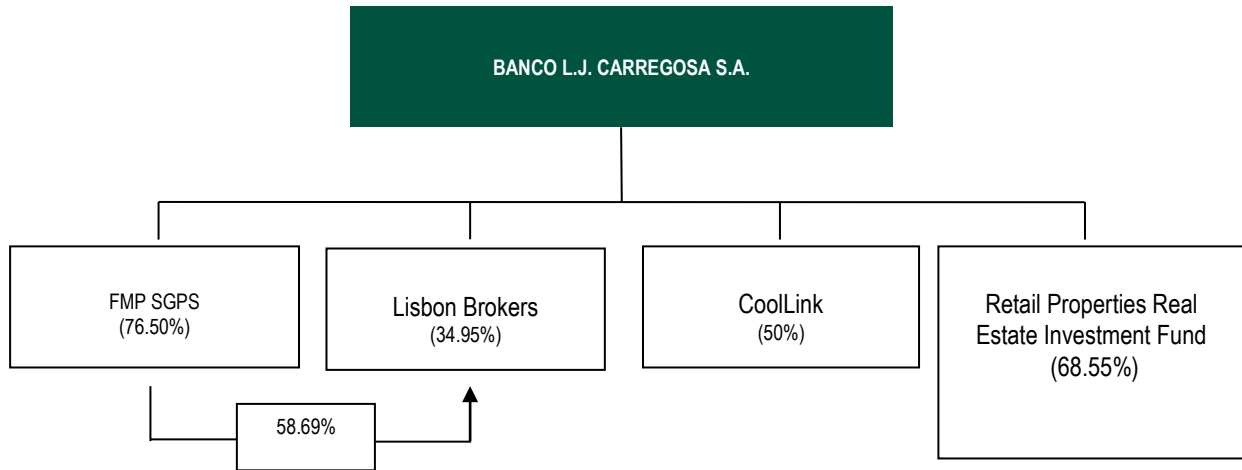 BANCO L.J. CARREGOSA S.A.
FMP SGPS
(76.50%)
Lisbon Brokers
(34.95%)
CoolLink
(50%)
Retail Properties Real
Estate Investment Fund
(68.55%)
58.69%